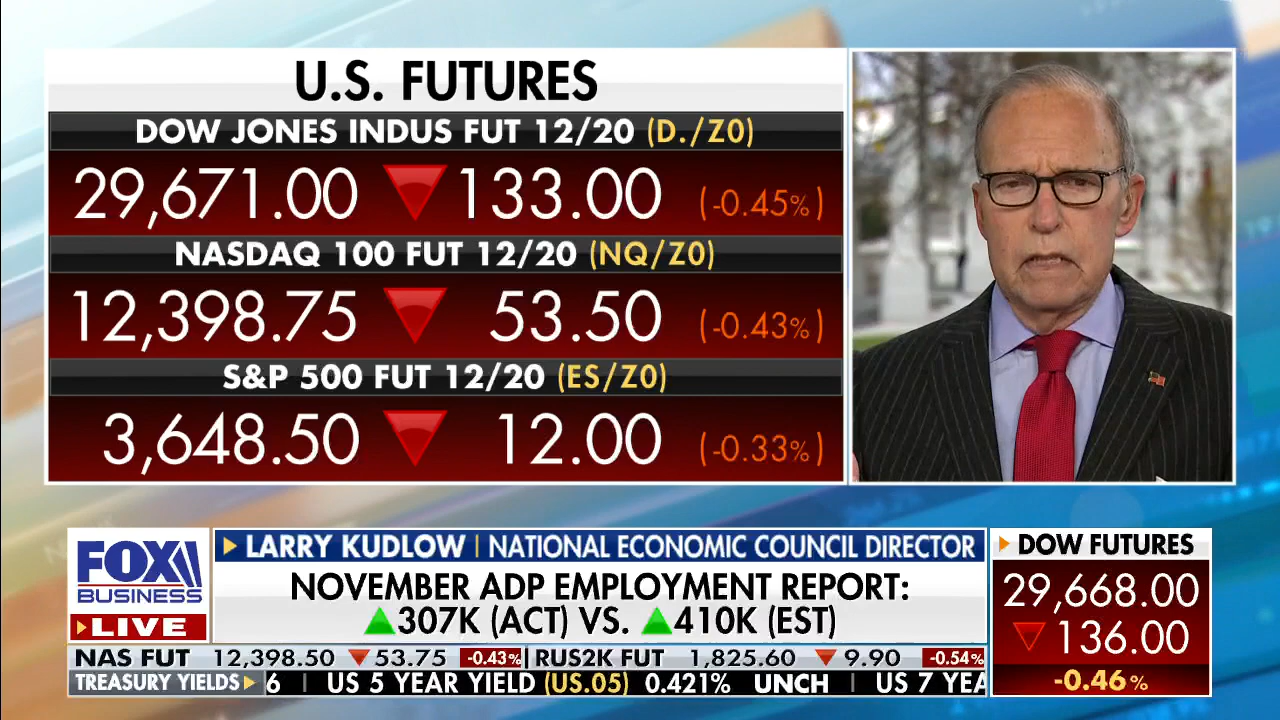 U.S. FUTURES
DOW JONES INDUS FUT 12/20 (D./Z0)
29,671.00 ▼ 133.00 (-0.45%)
NASDAQ 100 FUT 12/20 (NQ/Z0)
12,398.75 ▼ 53.50 (-0.43%)
S&P 500 FUT 12/20 (ES/Z0)
3,648.50 ▼ 12.00 (-0.33%)
FOX
BUSINESS
LIVE
LARRY KUDLOW | NATIONAL ECONOMIC COUNCIL DIRECTOR
NOVEMBER ADP EMPLOYMENT REPORT:
▲307K (ACT) VS. ▲410K (EST)
DOW FUTURES
29,668.00
▼ 136.00
-0.46%
NAS FUT 12,398.50 ▼ 53.75 -0.43% RUS2K FUT 1,825.60 ▼ 9.90 -0.54%
TREASURY YIELDS 6 | US 5 YEAR YIELD (US.05) 0.421% UNCH | US 7 YEA